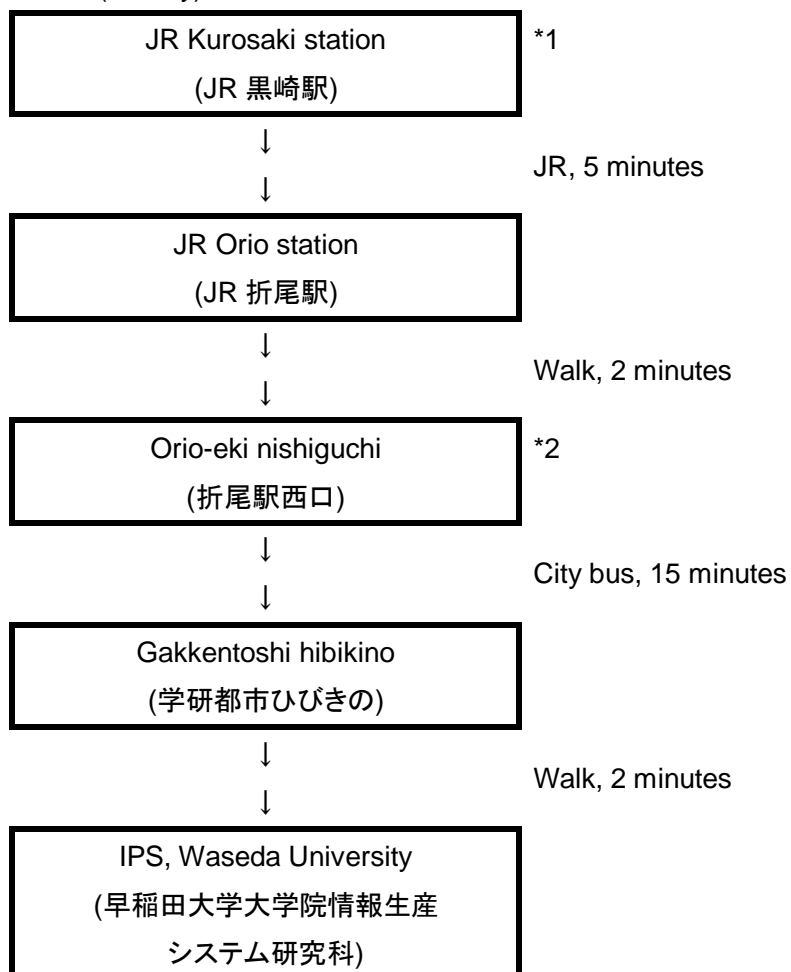 JR Kurosaki station
*1
(JR 黒崎駅)
↓
JR, 5 minutes
↓
JR Orio station
(JR 折尾駅)
↓
Walk, 2 minutes
↓
Orio-eki nishiguchi
*2
(折尾駅西口)
↓
City bus, 15 minutes
↓
Gakkentoshi hibikino
(学研都市ひびきの)
↓
Walk, 2 minutes
↓
IPS, Waseda University
(早稲田大学大学院情報生産
システム研究科)